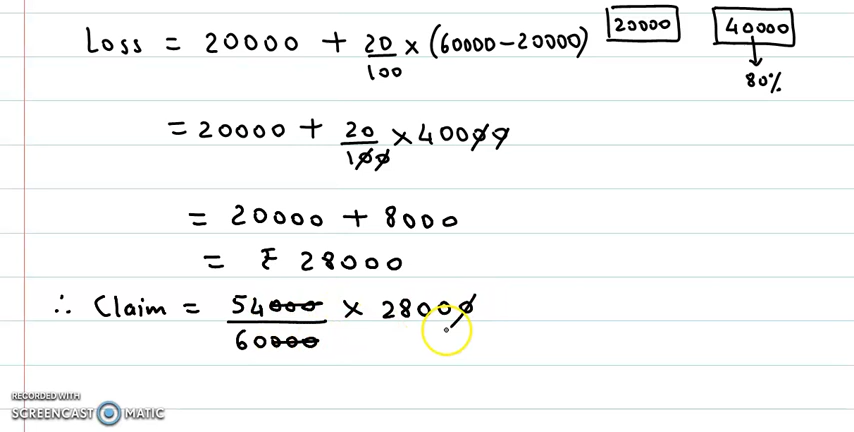 Loss = 20000 + 20/100 × (60000 - 20000) 20000 40000
80%
= 20000 + 20/100 × 40000
= 20000 + 8000
= ₹ 28000
∴ Claim = 54000/60000 × 28000
RECORDED WITH
SCREENCAST MATIC